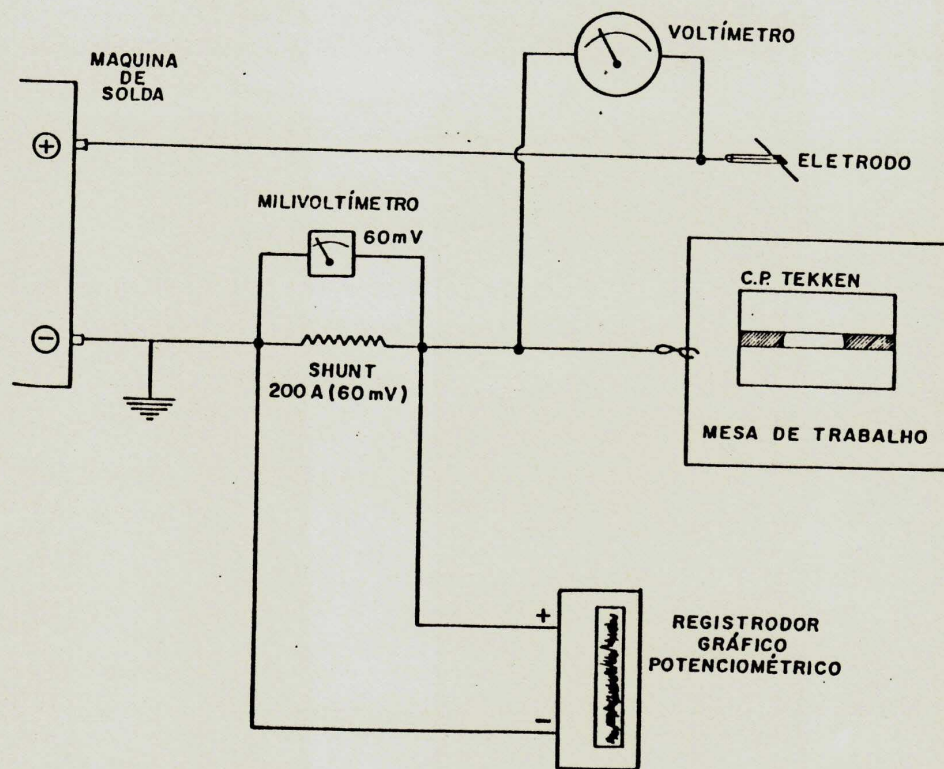 VOLTÍMETRO
MAQUINA
DE
SOLDA
+
ELETRODO
MILIVOLTÍMETRO
60mV
C.P. TEKKEN
−
SHUNT
200 A (60 mV)
MESA DE TRABALHO
+
REGISTRODOR
GRÁFICO
POTENCIOMÉTRICO
−